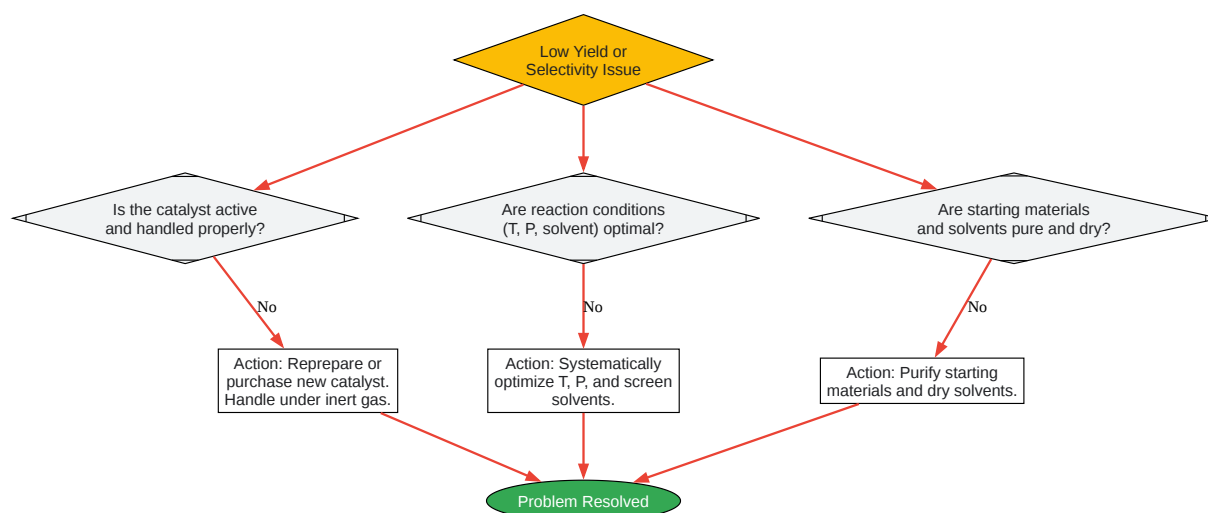 Low Yield or
Selectivity Issue
Is the catalyst active
and handled properly?
Are reaction conditions
(T, P, solvent) optimal?
Are starting materials
and solvents pure and dry?
No
No
No
Action: Reprepare or
purchase new catalyst.
Handle under inert gas.
Action: Systematically
optimize T, P, and screen
solvents.
Action: Purify starting
materials and dry solvents.
Problem Resolved